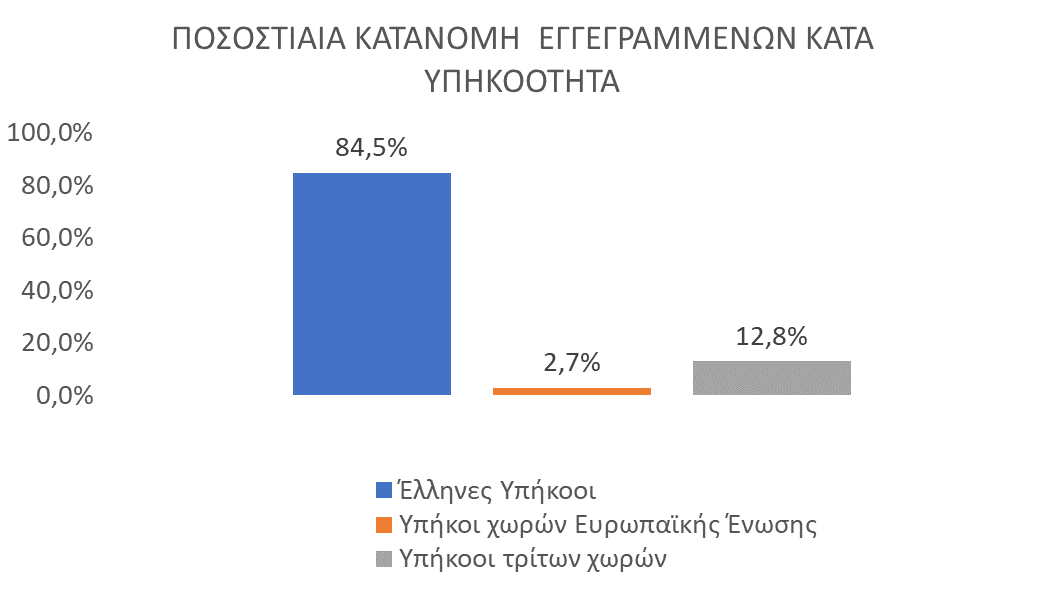 ΠΟΣΟΣΤΙΑΙΑ ΚΑΤΑΝΟΜΗ  ΕΓΓΕΓΡΑΜΜΕΝΩΝ ΚΑΤΑ
ΥΠΗΚΟΟΤΗΤΑ
100,0%
80,0%
60,0%
40,0%
20,0%
0,0%
84,5%
2,7%
12,8%
Έλληνες Υπήκοοι
Υπήκοι χωρών Ευρωπαϊκής Ένωσης
Υπήκοοι τρίτων χωρών